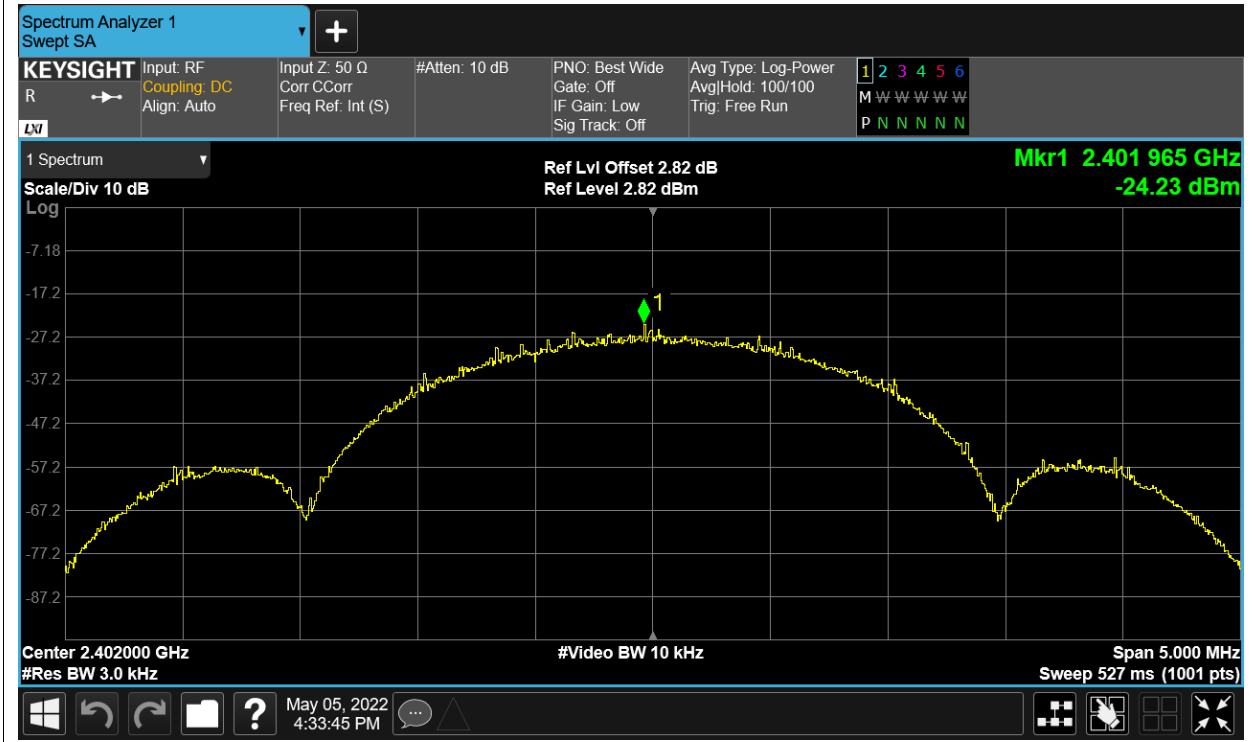 Spectrum Analyzer 1
Swept SA
+
KEYSIGHT
R
LXI
Input: RF
Coupling: DC
Align: Auto
Input Z: 50 Ω
Corr CCorr
Freq Ref: Int (S)
#Atten: 10 dB
PNO: Best Wide
Gate: Off
IF Gain: Low
Sig Track: Off
Avg Type: Log-Power
Avg|Hold: 100/100
Trig: Free Run
1 2 3 4 5 6
M W W W W W W
P N N N N N N
1 Spectrum
Scale/Div 10 dB
Log
Ref Lvl Offset 2.82 dB
Ref Level 2.82 dBm
Mkr1 2.401 965 GHz
-24.23 dBm
-7.18
-17.2
1
-27.2
-37.2
-47.2
-57.2
-67.2
-77.2
-87.2
Center 2.402000 GHz
#Res BW 3.0 kHz
#Video BW 10 kHz
Span 5.000 MHz
Sweep 527 ms (1001 pts)
?
May 05, 2022
4:33:45 PM